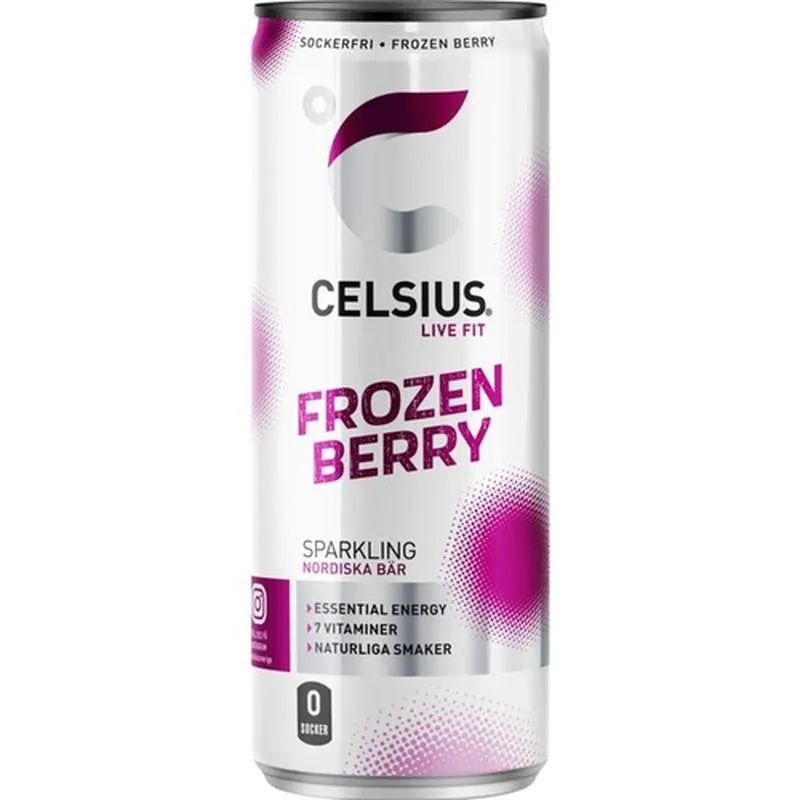 SOCKERFRI • FROZEN BERRY
CELSIUS®
LIVE FIT
FROZEN
BERRY
SPARKLING
NORDISKA BÄR
ESSENTIAL ENERGY
7 VITAMINER
NATURLIGA SMAKER
0
SOCKER